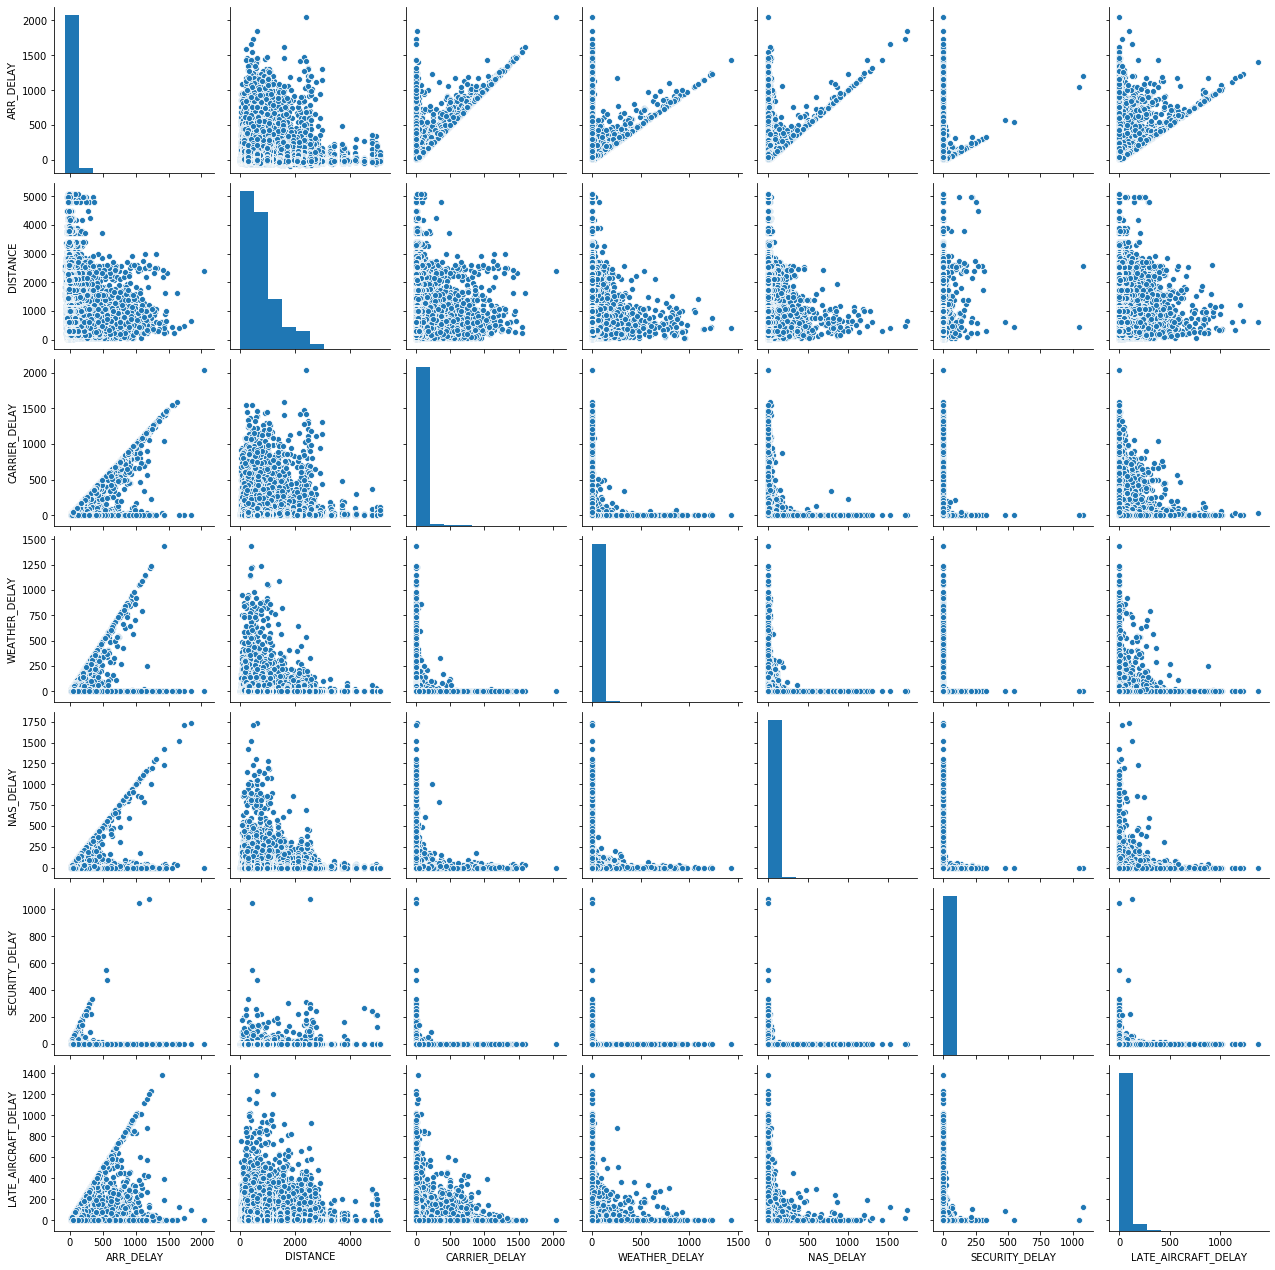 ARR_DELAY
2000
1500
1000
500
0
DISTANCE
5000
4000
3000
2000
1000
0
CARRIER_DELAY
2000
1500
1000
500
0
WEATHER_DELAY
1500
1250
1000
750
500
250
0
NAS_DELAY
1750
1500
1250
1000
750
500
250
0
SECURITY_DELAY
1000
800
600
400
200
0
LATE_AIRCRAFT_DELAY
1400
1200
1000
800
600
400
200
0
0 500 1000 1500 2000
0 2000 4000
0 500 1000 1500 2000
0 500 1000 1500
0 500 1000 1500
0 250 500 750 1000
0 500 1000
ARR_DELAY
DISTANCE
CARRIER_DELAY
WEATHER_DELAY
NAS_DELAY
SECURITY_DELAY
LATE_AIRCRAFT_DELAY